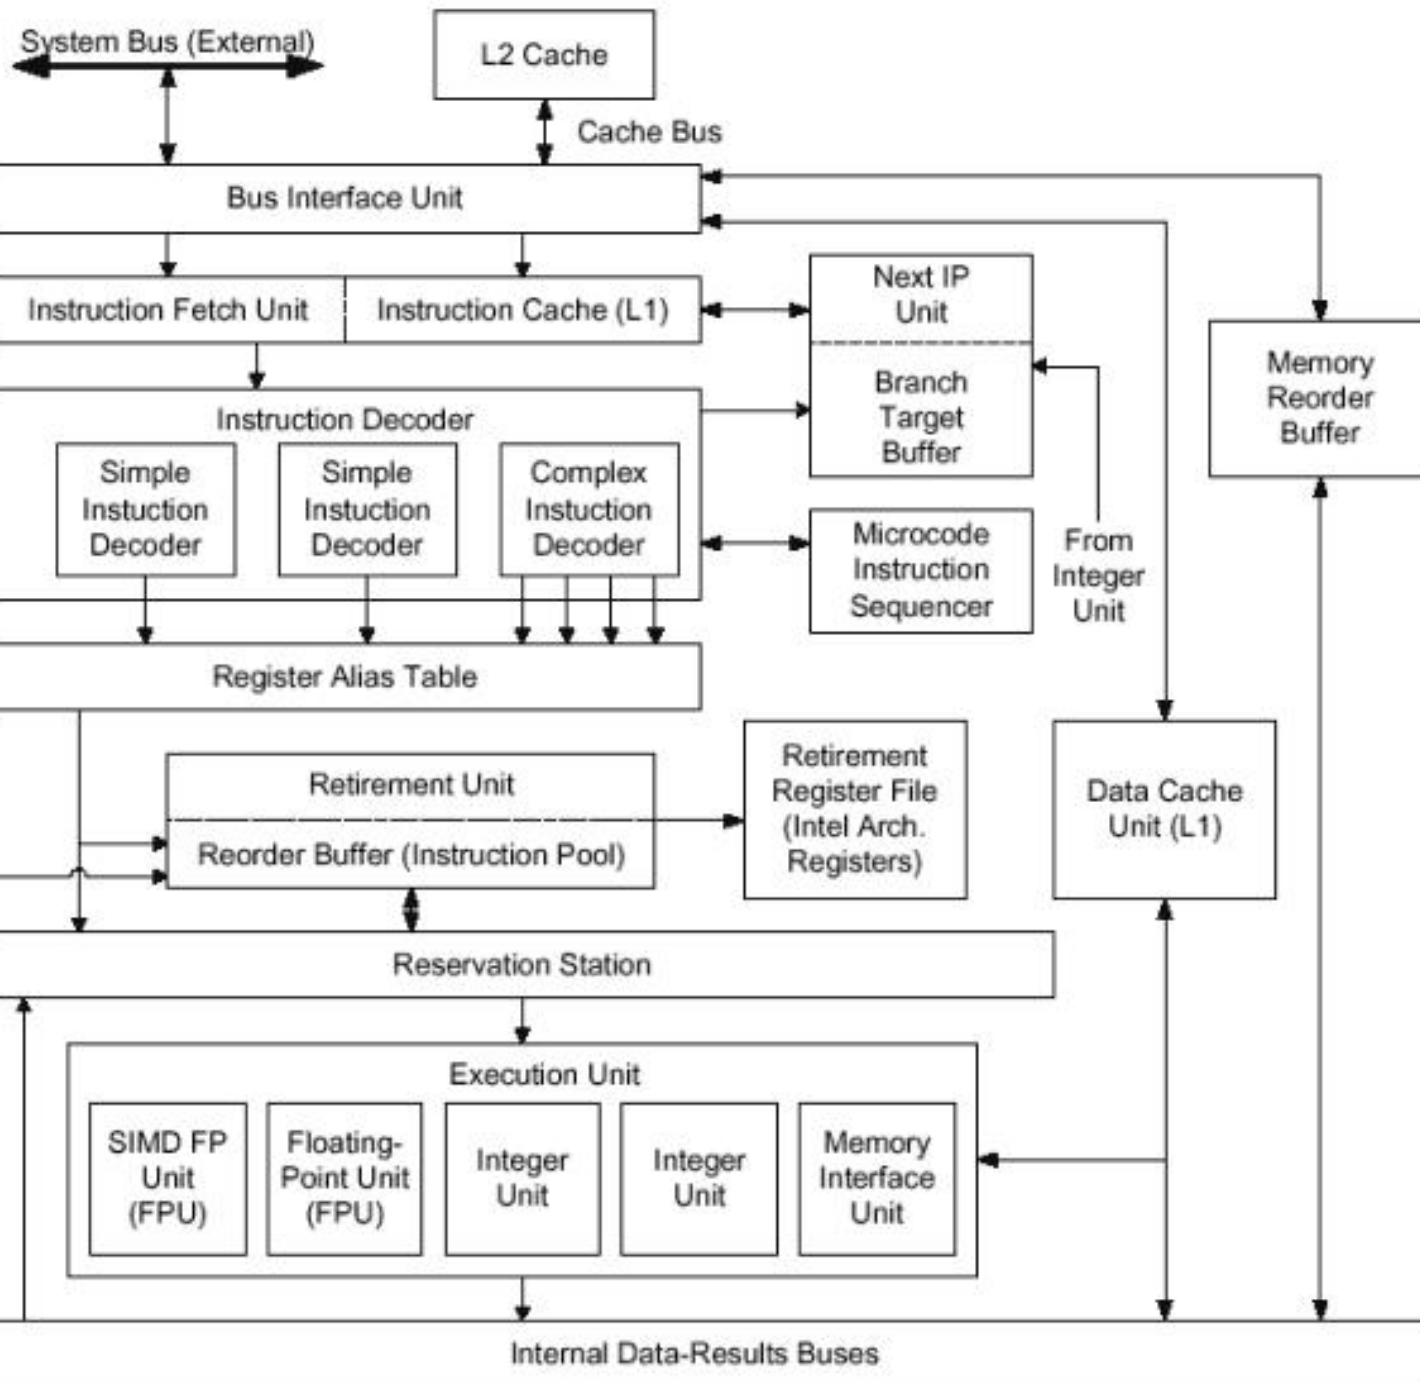 System Bus (External)
L2 Cache
Cache Bus
Bus Interface Unit
Instruction Fetch Unit
Instruction Cache (L1)
Next IP
Unit
Branch
Target
Buffer
Memory
Reorder
Buffer
Instruction Decoder
Simple
Instuction
Decoder
Simple
Instuction
Decoder
Complex
Instuction
Decoder
Microcode
Instruction
Sequencer
From
Integer
Unit
Register Alias Table
Retirement Unit
Reorder Buffer (Instruction Pool)
Retirement
Register File
(Intel Arch.
Registers)
Data Cache
Unit (L1)
Reservation Station
Execution Unit
SIMD FP
Unit
(FPU)
Floating-
Point Unit
(FPU)
Integer
Unit
Integer
Unit
Memory
Interface
Unit
Internal Data-Results Buses